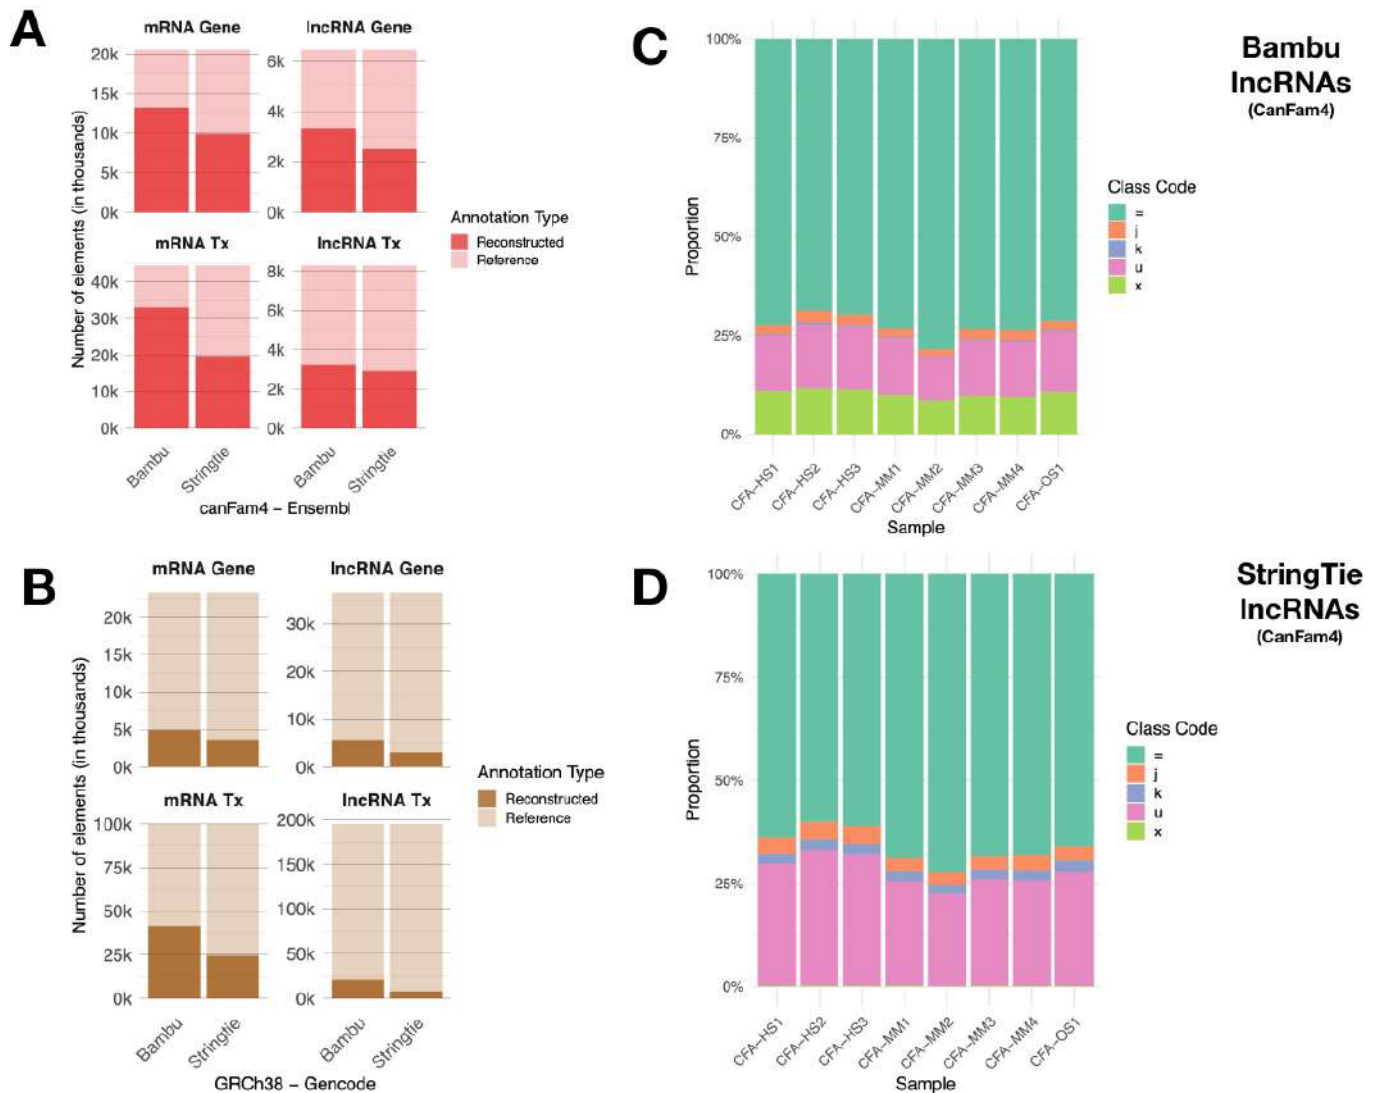 A
mRNA Gene
lncRNA Gene
20k
15k
10k
5k
0k
6k
4k
2k
0k
mRNA Tx
lncRNA Tx
40k
30k
20k
10k
0k
8k
6k
4k
2k
0k
Number of elements (in thousands)
Bambu
Stringtie
Bambu
Stringtie
canFam4 – Ensembl
Annotation Type
Reconstructed
Reference
B
mRNA Gene
lncRNA Gene
20k
15k
10k
5k
0k
30k
20k
10k
0k
mRNA Tx
lncRNA Tx
100k
75k
50k
25k
0k
200k
150k
100k
50k
0k
Number of elements (in thousands)
Bambu
Stringtie
Bambu
Stringtie
GRCh38 – Gencode
Annotation Type
Reconstructed
Reference
C
100%
75%
50%
25%
0%
Proportion
CFA–HS1
CFA–HS2
CFA–HS3
CFA–MM1
CFA–MM2
CFA–MM3
CFA–MM4
CFA–OS1
Sample
Class Code
=
j
k
u
x
Bambu
lncRNAs
(CanFam4)
D
100%
75%
50%
25%
0%
Proportion
CFA–HS1
CFA–HS2
CFA–HS3
CFA–MM1
CFA–MM2
CFA–MM3
CFA–MM4
CFA–OS1
Sample
Class Code
=
j
k
u
x
StringTie
lncRNAs
(CanFam4)